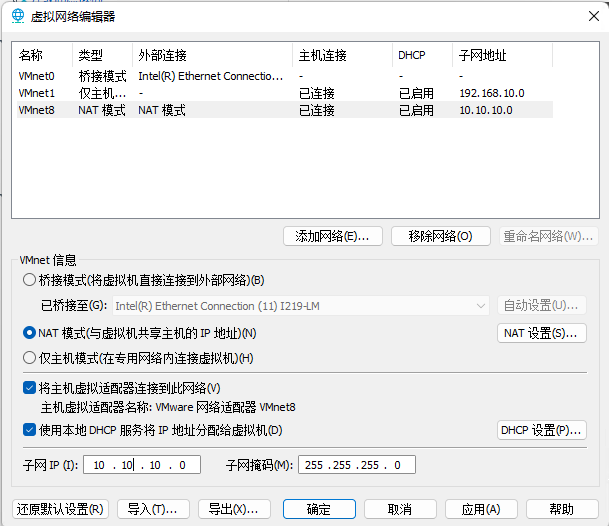 虚拟网络编辑器
名称 类型 外部连接 主机连接 DHCP 子网地址
VMnet0 桥接模式 Intel(R) Ethernet Connectio... - - -
VMnet1 仅主机... - 已连接 已启用 192.168.10.0
VMnet8 NAT 模式 NAT 模式 已连接 已启用 10.10.10.0
添加网络(E)... 移除网络(O) 重命名网络(W)...
VMnet 信息
桥接模式(将虚拟机直接连接到外部网络)(B)
已桥接至(G): Intel(R) Ethernet Connection (11) I219-LM 自动设置(U)...
NAT 模式(与虚拟机共享主机的 IP 地址)(N) NAT 设置(S)...
仅主机模式(在专用网络内连接虚拟机)(H)
将主机虚拟适配器连接到此网络(V)
主机虚拟适配器名称: VMware 网络适配器 VMnet8
使用本地 DHCP 服务将 IP 地址分配给虚拟机(D) DHCP 设置(P)...
子网 IP (I): 10 . 10 . 10 . 0 子网掩码(M): 255 . 255 . 255 . 0
还原默认设置(R) 导入(T)... 导出(X)... 确定 取消 应用(A) 帮助